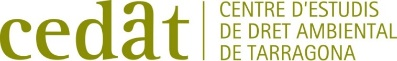 cedat
CENTRE D'ESTUDIS
DE DRET AMBIENTAL
DE TARRAGONA